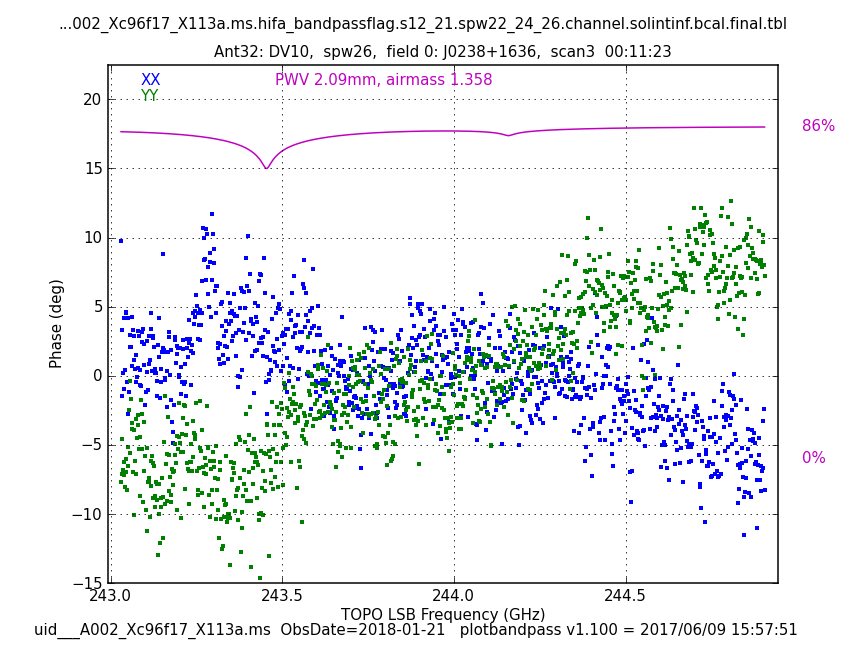 ...002_Xc96f17_X113a.ms.hifa_bandpassflag.s12_21.spw22_24_26.channel.solintinf.bcal.final.tbl
Ant32: DV10, spw26, field 0: J0238+1636, scan3 00:11:23
XX
YY
PWV 2.09mm, airmass 1.358
86%
0%
20
15
10
5
0
−5
−10
−15
Phase (deg)
243.0
243.5
244.0
244.5
TOPO LSB Frequency (GHz)
uid___A002_Xc96f17_X113a.ms ObsDate=2018-01-21 plotbandpass v1.100 = 2017/06/09 15:57:51